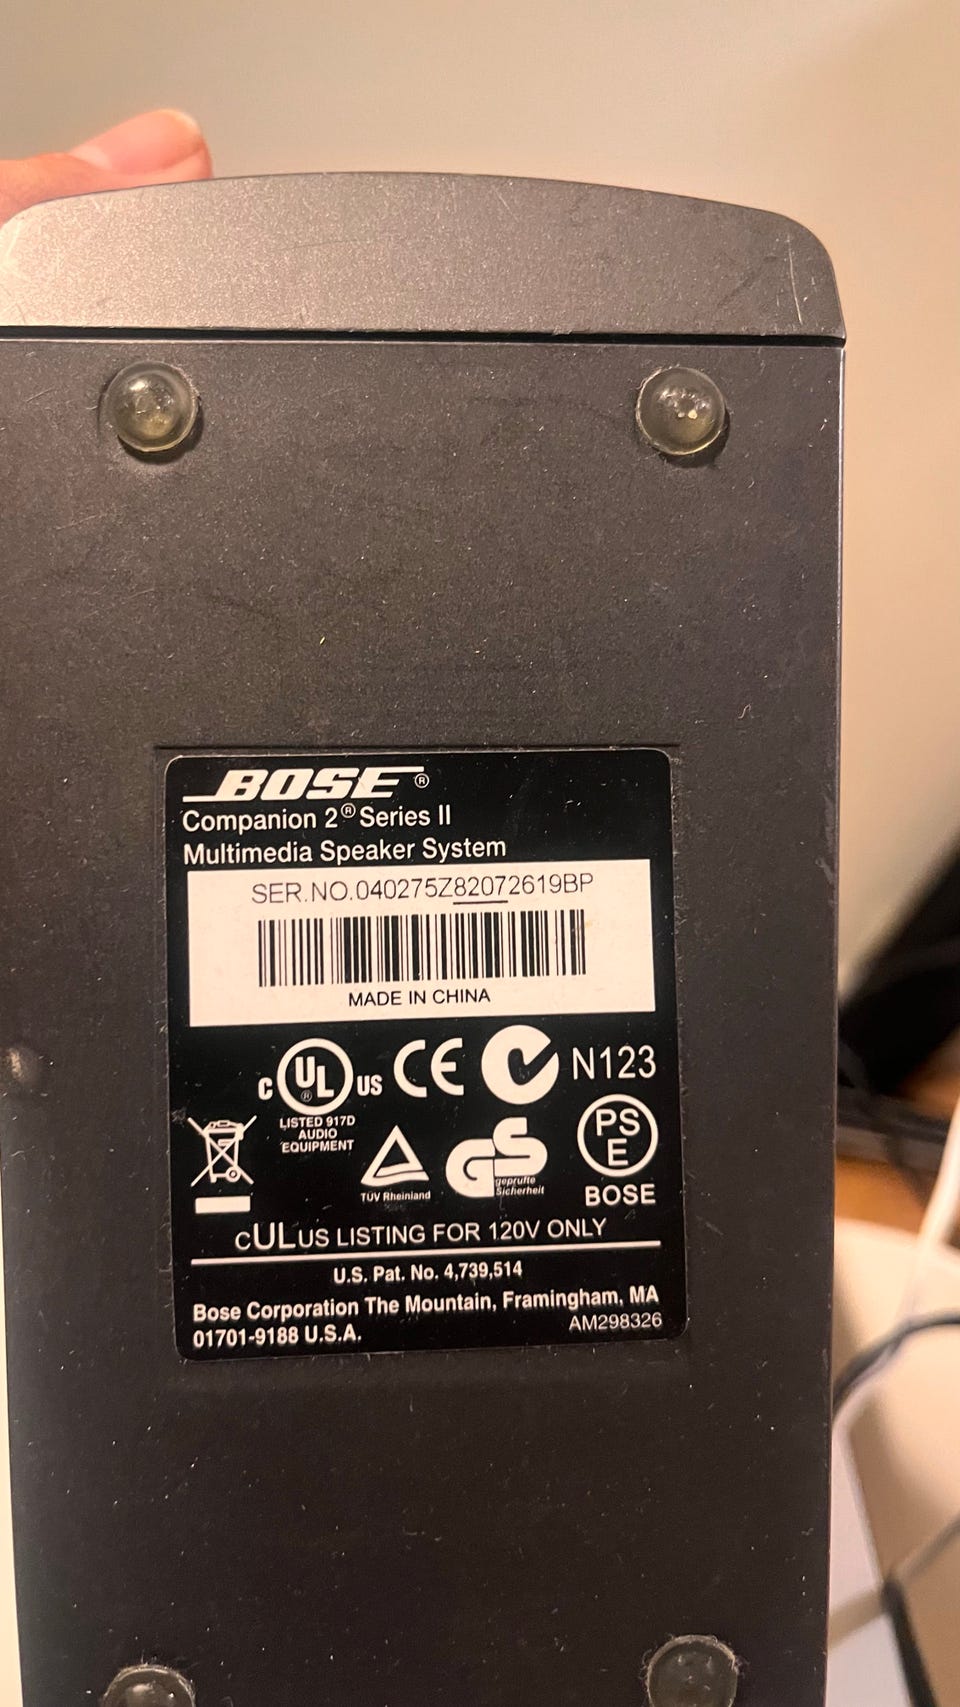 BOSE®
Companion 2® Series II
Multimedia Speaker System
SER.NO.040275Z82072619BP
MADE IN CHINA
C UL® US CE N123
LISTED 917D
AUDIO
EQUIPMENT
TÜV Rheinland
GS
geprüfte
Sicherheit
PS
E
BOSE
CULUS LISTING FOR 120V ONLY
U.S. Pat. No. 4,739,514
Bose Corporation The Mountain, Framingham, MA
01701-9188 U.S.A.
AM298326